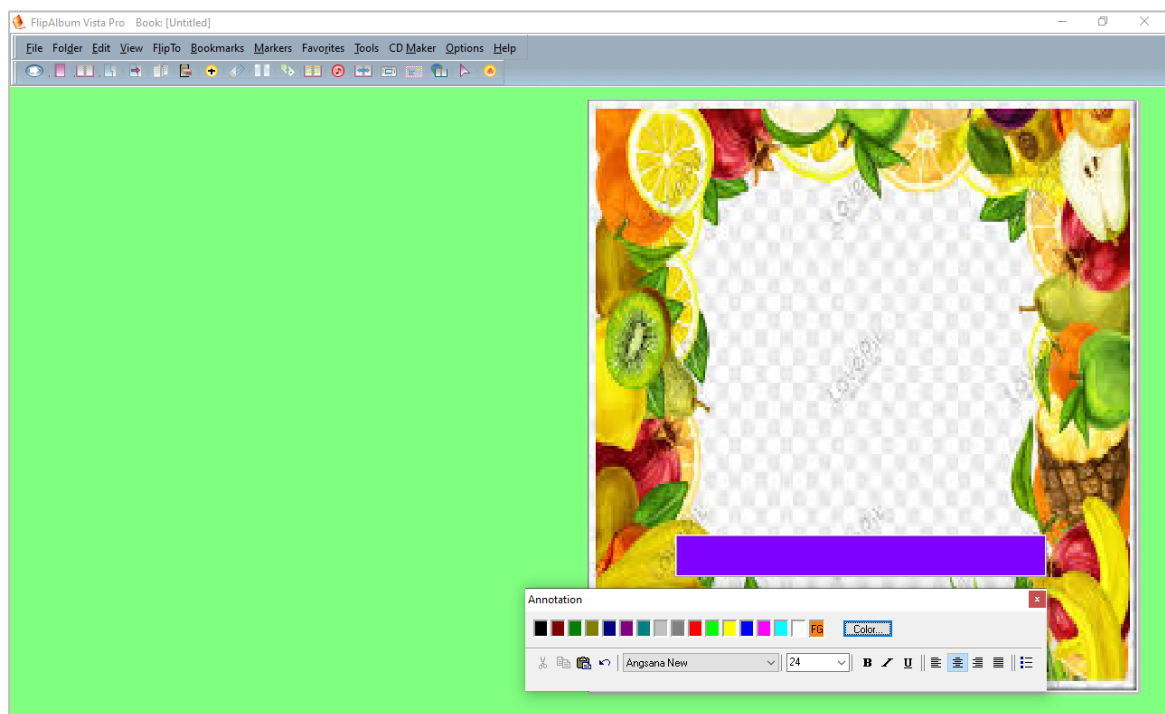 FlipAlbum Vista Pro Book: [Untitled]
File Folder Edit View FlipTo Bookmarks Markers Favorites Tools CD Maker Options Help
Annotation
FG Color...
Angsana New 24 B I U